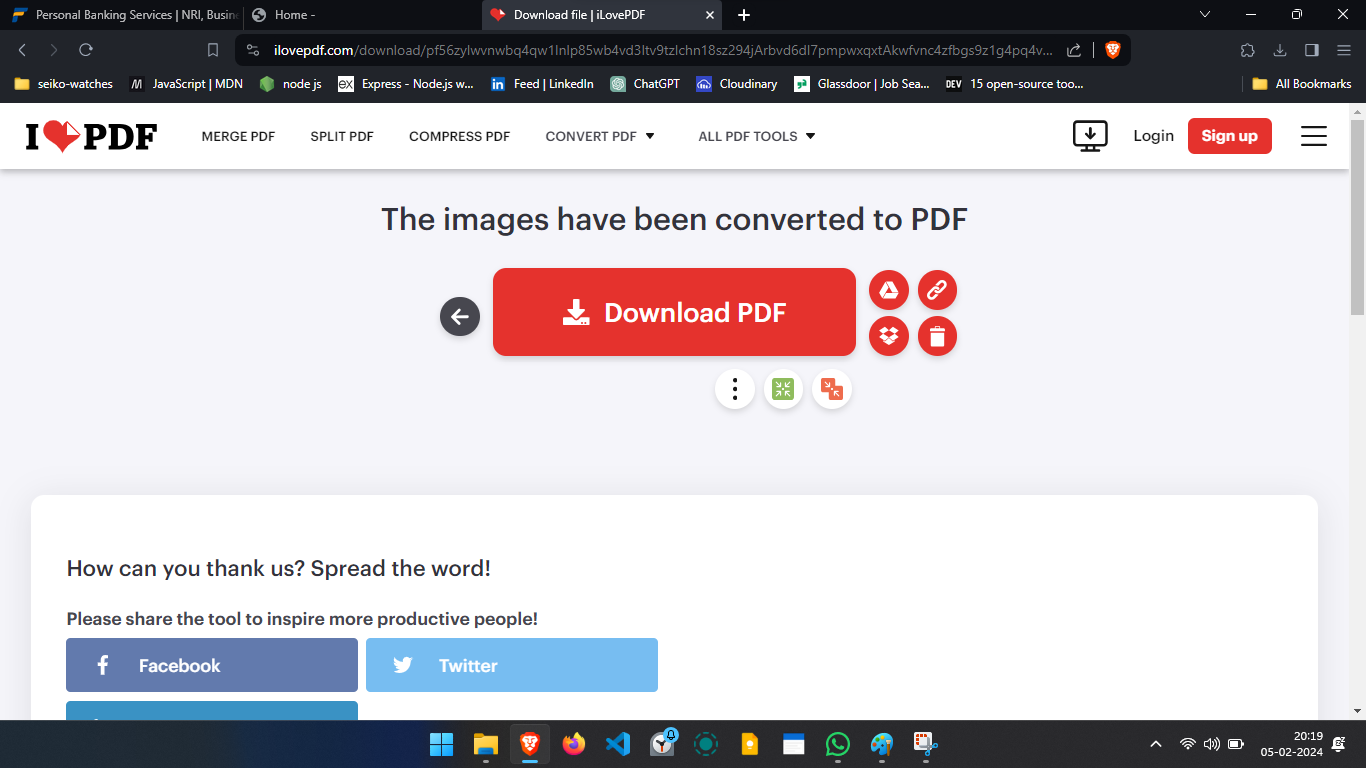 Personal Banking Services | NRI, Busin
Home -
Download file | iLovePDF
ilovepdf.com/download/
seiko-watches
JavaScript | MDN
node js
ex
Express - Node.js w...
Feed | LinkedIn
ChatGPT
Cloudinary
Glassdoor | Job Sea...
DEV
15 open-source too...
All Bookmarks
I PDF
MERGE PDF
SPLIT PDF
COMPRESS PDF
CONVERT PDF
ALL PDF TOOLS
Login
Sign up
The images have been converted to PDF
Download PDF
How can you thank us? Spread the word!
Please share the tool to inspire more productive people!
Facebook
Twitter
20:19
05-02-2024